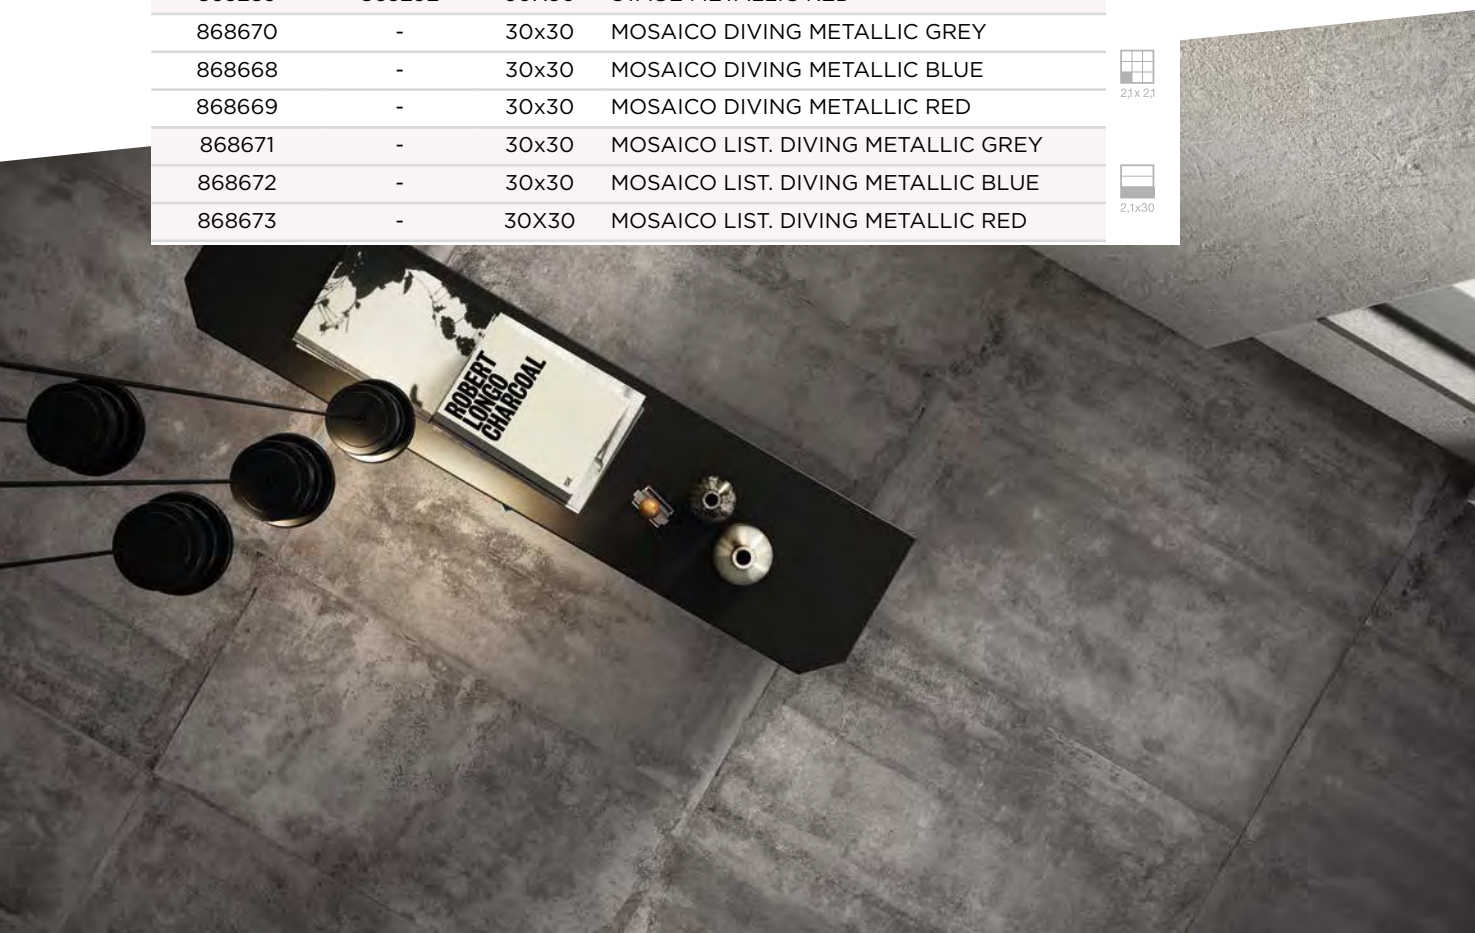 868670 - 30x30 MOSAICO DIVING METALLIC GREY
868668 - 30x30 MOSAICO DIVING METALLIC BLUE
868669 - 30x30 MOSAICO DIVING METALLIC RED
868671 - 30x30 MOSAICO LIST. DIVING METALLIC GREY
868672 - 30x30 MOSAICO LIST. DIVING METALLIC BLUE
868673 - 30X30 MOSAICO LIST. DIVING METALLIC RED
2,1x 2,1
2,1x30
ROBERT
LONGO
CHARCOAL